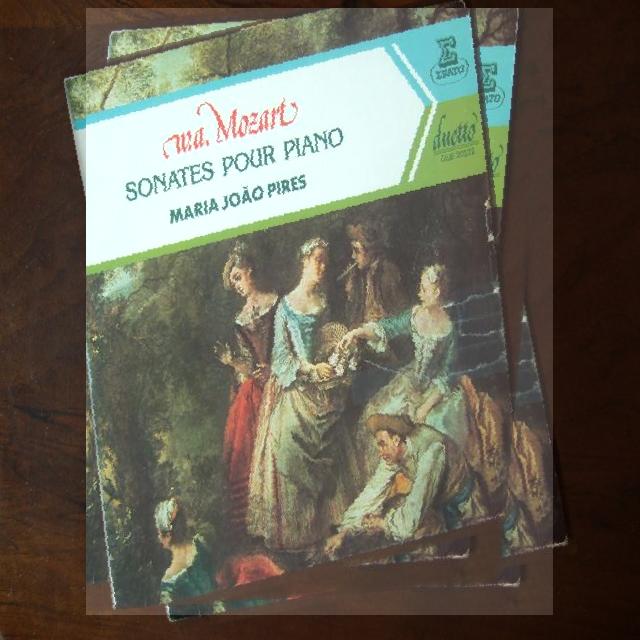 w.a. Mozart
SONATES POUR PIANO
MARIA JOÃO PIRES
E
ERATO
duetto